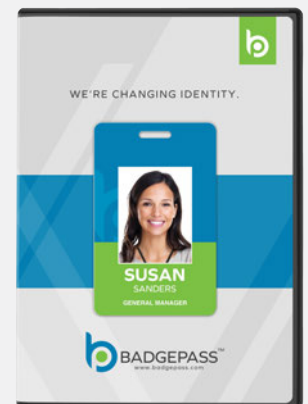 WE'RE CHANGING IDENTITY.
SUSAN
SANDERS
GENERAL MANAGER
BADGEPASS™
www.badgepass.com